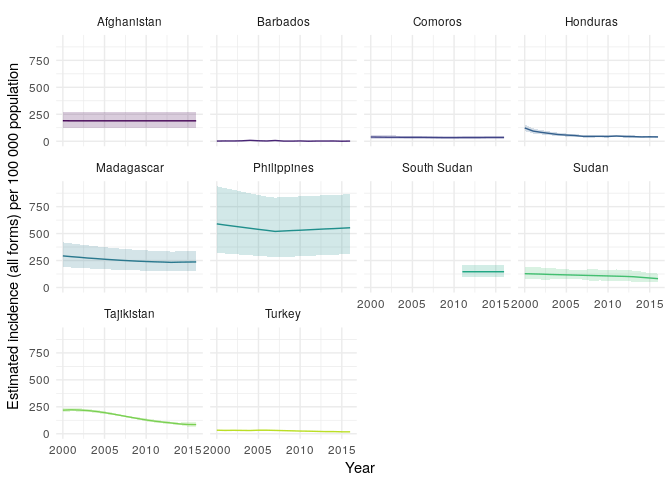 Afghanistan
Barbados
Comoros
Honduras
750
500
250
0
Madagascar
Philippines
South Sudan
Sudan
750
500
250
0
2000 2005 2010 2015
2000 2005 2010 2015
Tajikistan
Turkey
750
500
250
0
2000 2005 2010 2015
2000 2005 2010 2015
Year
Estimated incidence (all forms) per 100 000 population